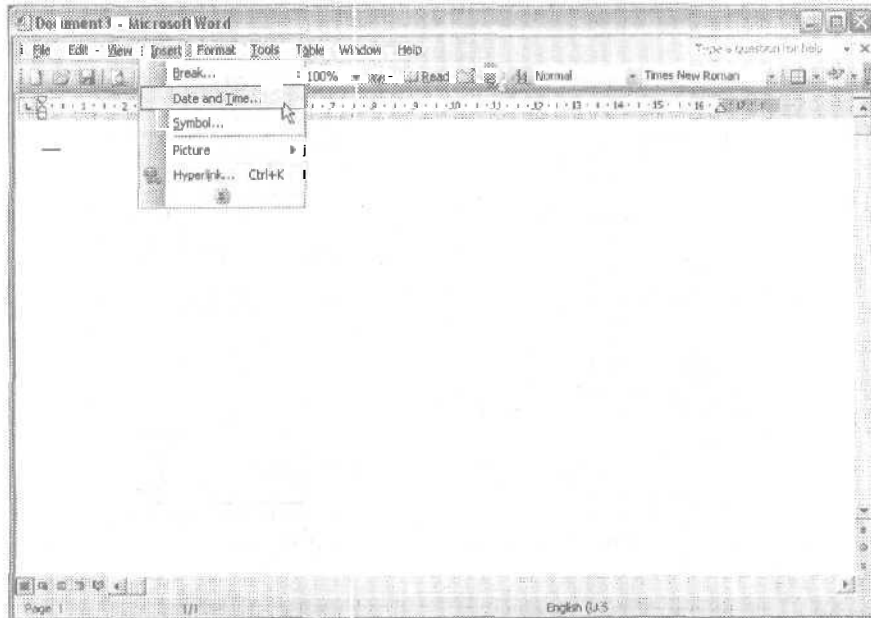 Document3 - Microsoft Word
File Edit View Insert Format Tools Table Window Help Type a question for help
100% Read Normal Times New Roman
Break...
Date and Time...
Symbol...
Picture
Hyperlink... Ctrl+K
Page 1 1/1 English (U.S